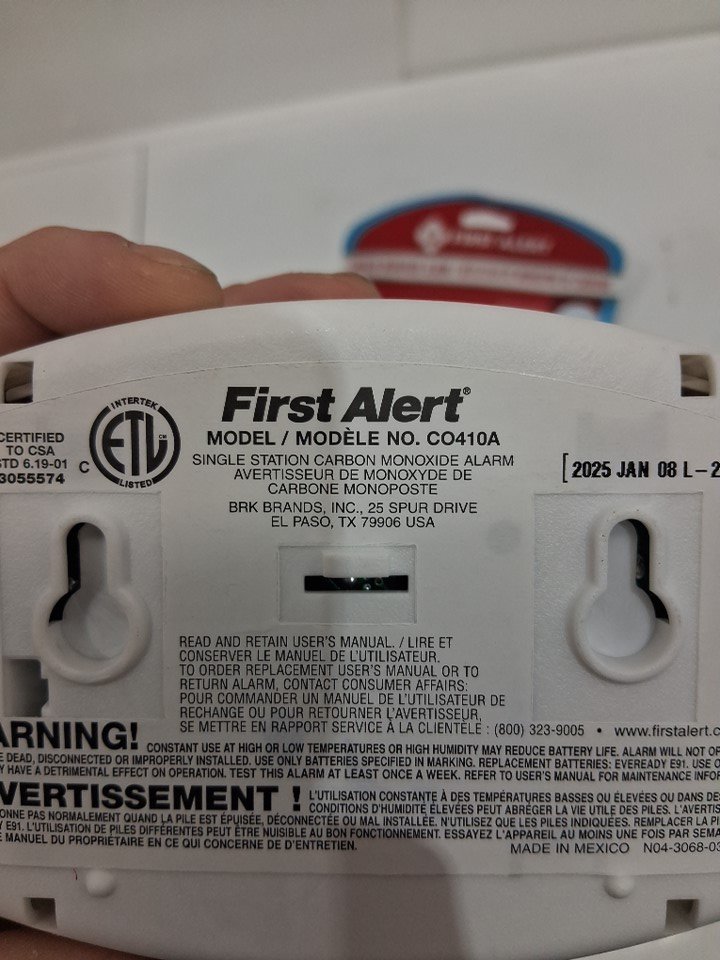 FIRST ALERT
First Alert®
MODEL / MODÈLE NO. CO410A
SINGLE STATION CARBON MONOXIDE ALARM
AVERTISSEUR DE MONOXYDE DE
CARBONE MONOPOSTE
BRK BRANDS, INC., 25 SPUR DRIVE
EL PASO, TX 79906 USA
CERTIFIED
TO CSA
STD 6.19-01
3055574
INTERTEK
C ETL CM
LISTED
[2025 JAN 08 L-2
READ AND RETAIN USER'S MANUAL. / LIRE ET
CONSERVER LE MANUEL DE L'UTILISATEUR.
TO ORDER REPLACEMENT USER'S MANUAL OR TO
RETURN ALARM, CONTACT CONSUMER AFFAIRS:
POUR COMMANDER UN MANUEL DE L'UTILISATEUR DE
RECHANGE OU POUR RETOURNER L'AVERTISSEUR,
SE METTRE EN RAPPORT SERVICE À LA CLIENTÈLE : (800) 323-9005 • www.firstalert.c
ARNING! CONSTANT USE AT HIGH OR LOW TEMPERATURES OR HIGH HUMIDITY MAY REDUCE BATTERY LIFE. ALARM WILL NOT OP
E DEAD, DISCONNECTED OR IMPROPERLY INSTALLED. USE ONLY BATTERIES SPECIFIED IN MARKING. REPLACEMENT BATTERIES: EVEREADY E91. USE O
Y HAVE A DETRIMENTAL EFFECT ON OPERATION. TEST THIS ALARM AT LEAST ONCE A WEEK. REFER TO USER'S MANUAL FOR MAINTENANCE INFOR
VERTISSEMENT ! L'UTILISATION CONSTANTE À DES TEMPÉRATURES BASSES OU ÉLEVÉES OU DANS DES
CONDITIONS D'HUMIDITÉ ÉLEVÉES PEUT ABRÉGER LA VIE UTILE DES PILES. L'AVERTIS
ONNE PAS NORMALEMENT QUAND LA PILE EST ÉPUISÉE, DÉCONNECTÉE OU MAL INSTALLÉE. N'UTILISEZ QUE LES PILES INDIQUÉES. REMPLACER LA PI
Y E91. L'UTILISATION DE PILES DIFFÉRENTES PEUT ÊTRE NUISIBLE AU BON FONCTIONNEMENT. ESSAYEZ L'APPAREIL AU MOINS UNE FOIS PAR SEMA
E MANUEL DU PROPRIÉTAIRE EN CE QUI CONCERNE DE D'ENTRETIEN.
MADE IN MEXICO N04-3068-03